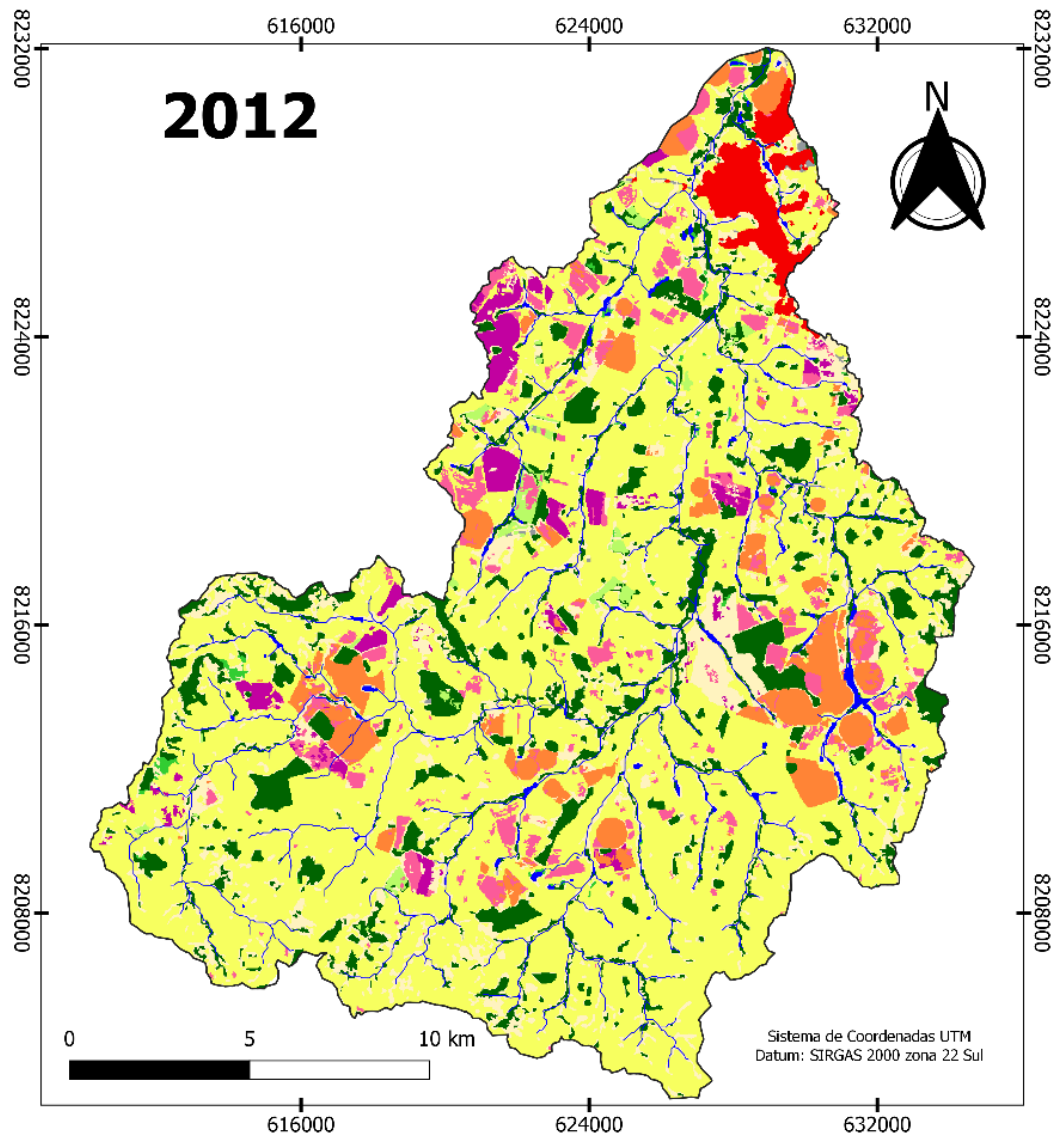 616000 624000 632000
8232000 8232000
2012
N
8224000 8224000
8216000 8216000
8208000 8208000
0 5 10 km
Sistema de Coordenadas UTM
Datum: SIRGAS 2000 zona 22 Sul
616000 624000 632000